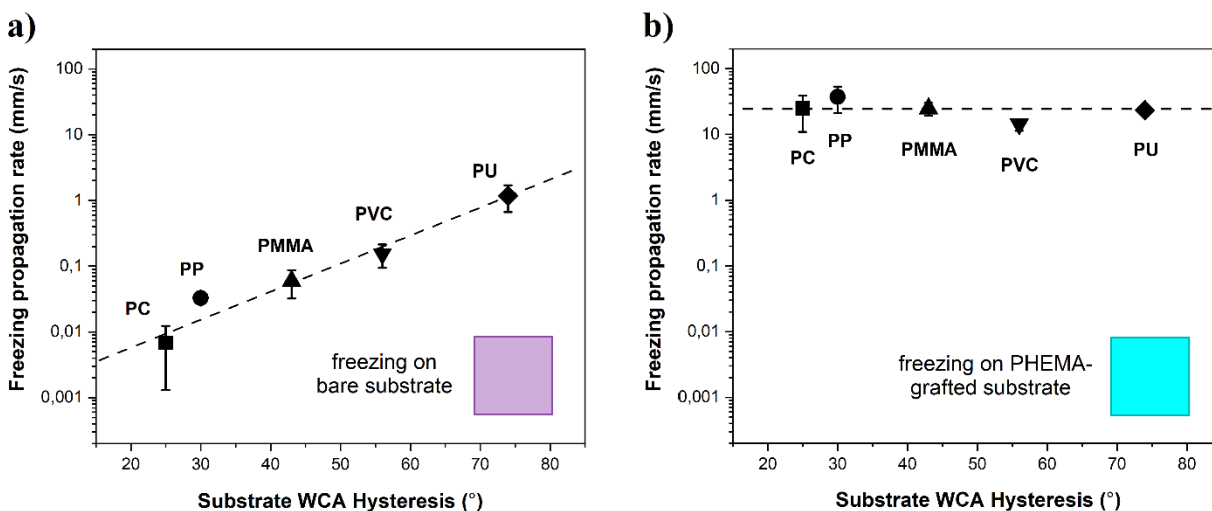 a)
Freezing propagation rate (mm/s)
100
10
1
0,1
0,01
0,001
PC
PP
PMMA
PVC
PU
freezing on
bare substrate
20 30 40 50 60 70 80
Substrate WCA Hysteresis (°)
b)
Freezing propagation rate (mm/s)
100
10
1
0,1
0,01
0,001
PC
PP
PMMA
PVC
PU
freezing on PHEMA-
grafted substrate
20 30 40 50 60 70 80
Substrate WCA Hysteresis (°)